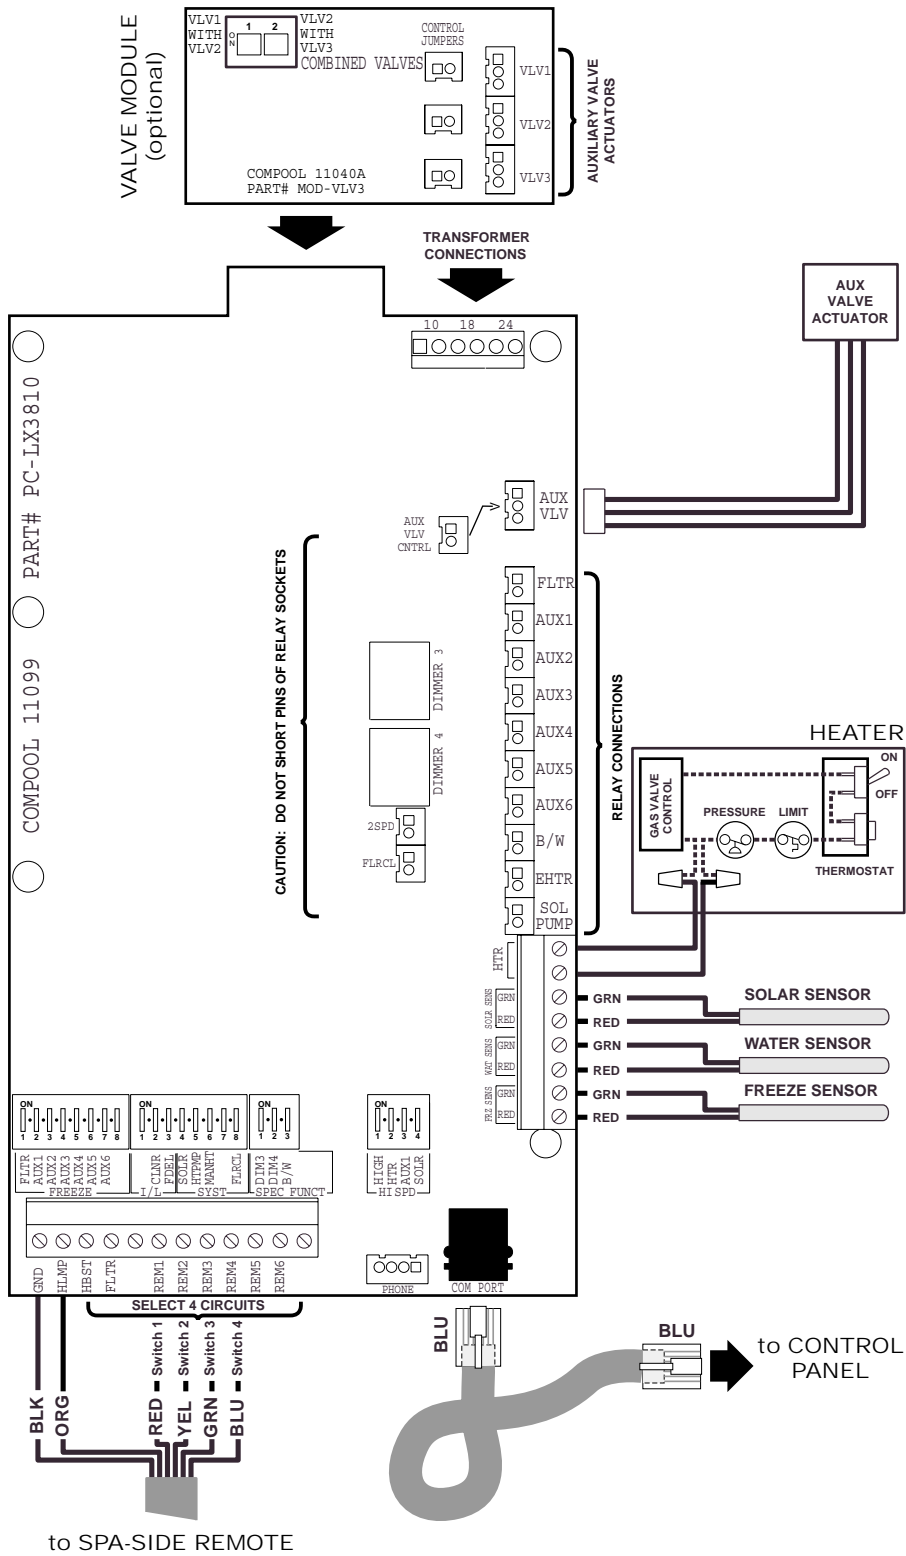 VALVE MODULE
(optional)
VLV1
WITH
VLV2
O
N
1 2
VLV2
WITH
VLV3
COMBINED VALVES
CONTROL
JUMPERS
VLV1
VLV2
VLV3
AUXILIARY VALVE
ACTUATORS
COMPOOL 11040A
PART# MOD-VLV3
TRANSFORMER
CONNECTIONS
10 18 24
AUX
VALVE
ACTUATOR
COMPOOL 11099 PART# PC-LX3810
AUX
VLV
AUX
VLV
CNTRL
CAUTION: DO NOT SHORT PINS OF RELAY SOCKETS
FLTR
AUX1
AUX2
AUX3
AUX4
AUX5
AUX6
B/W
EHTR
SOL
PUMP
RELAY CONNECTIONS
DIMMER 3
DIMMER 4
2SPD
FLRCL
HEATER
GAS VALVE
CONTROL
PRESSURE
LIMIT
ON
OFF
THERMOSTAT
HTR
SOLR SENS
GRN
RED
WAT SENS
GRN
RED
FRZ SENS
GRN
RED
GRN
RED
SOLAR SENSOR
GRN
RED
WATER SENSOR
GRN
RED
FREEZE SENSOR
ON
1 2 3 4 5 6 7 8
ON
1 2 3 4 5 6 7 8
ON
1 2 3
ON
1 2 3 4
FLTR
AUX1
AUX2
AUX3
AUX4
AUX5
AUX6
FREEZE
CLNR
FDEL
I/L
SOLR
HTPMP
MANHT
FLRCL
SYST
DIM3
DIM4
B/W
SPEC FUNCT
HIGH
HTR
AUX1
SOLR
HI SPD
GND
HLMP
HBST
FLTR
REM1
REM2
REM3
REM4
REM5
REM6
PHONE
COM PORT
SELECT 4 CIRCUITS
BLK
ORG
RED Switch 1
YEL Switch 2
GRN Switch 3
BLU Switch 4
to SPA-SIDE REMOTE
BLU
BLU
to CONTROL
PANEL